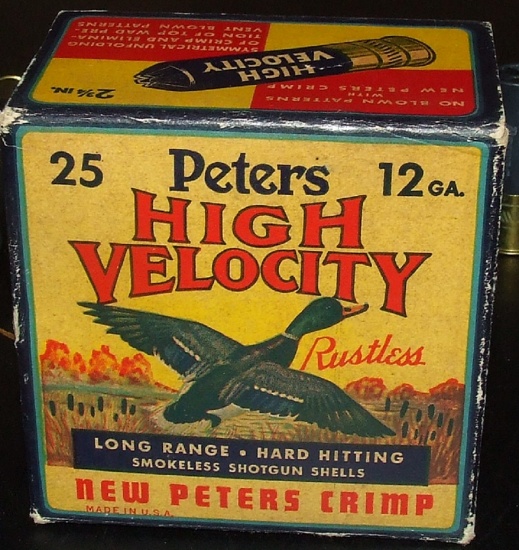 SYMMETRICAL UNFOLDING
OF CRIMP AND ELIMINA-
TION OF TOP WAD PRE-
VENT BLOWN PATTERNS
HIGH
VELOCITY
2¾ IN.
NO BLOWN PATTERNS
WITH
NEW PETERS CRIMP
25 Peters 12 GA.
HIGH
VELOCITY
Rustless
LONG RANGE • HARD HITTING
SMOKELESS SHOTGUN SHELLS
NEW PETERS CRIMP
MADE IN U.S.A.